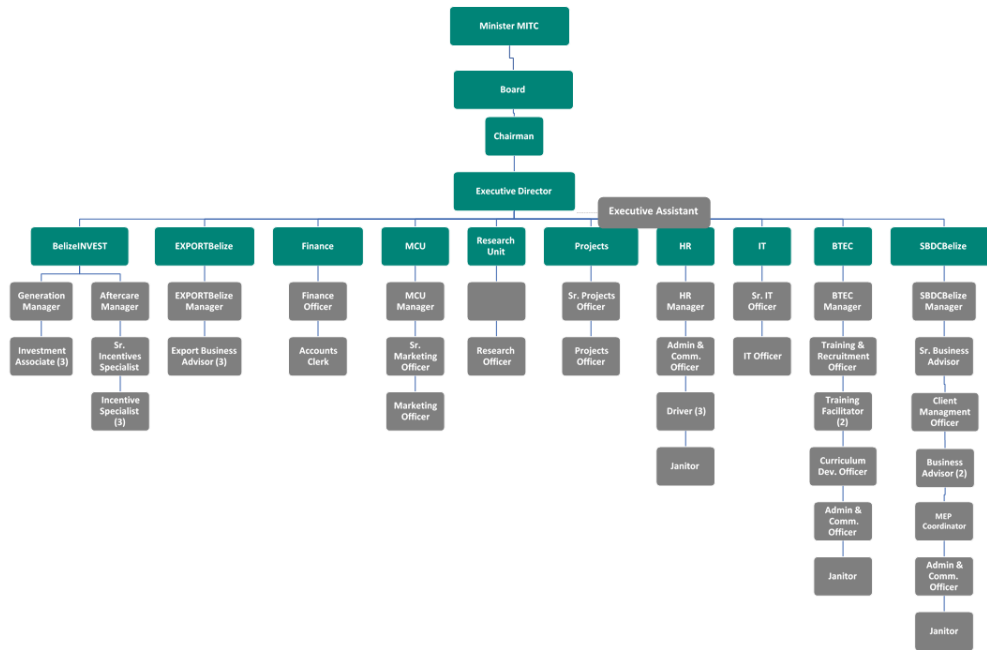 Minister MITC
Board
Chairman
Executive Director
Executive Assistant
BelizeINVEST
EXPORTBelize
Finance
MCU
Research
Unit
Projects
HR
IT
BTEC
SBDCBelize
Generation
Manager
Aftercare
Manager
EXPORTBelize
Manager
Finance
Officer
MCU
Manager
Sr. Projects
Officer
HR
Manager
Sr. IT
Officer
BTEC
Manager
SBDCBelize
Manager
Investment
Associate (3)
Sr.
Incentives
Specialist
Export Business
Advisor (3)
Accounts
Clerk
Sr.
Marketing
Officer
Research
Officer
Projects
Officer
Admin &
Comm.
Officer
IT Officer
Training &
Recruitment
Officer
Sr. Business
Advisor
Incentive
Specialist
(3)
Marketing
Officer
Driver (3)
Training
Facilitator
(2)
Client
Managment
Officer
Janitor
Curriculum
Dev. Officer
Business
Advisor (2)
Admin &
Comm.
Officer
MEP
Coordinator
Janitor
Admin &
Comm.
Officer
Janitor